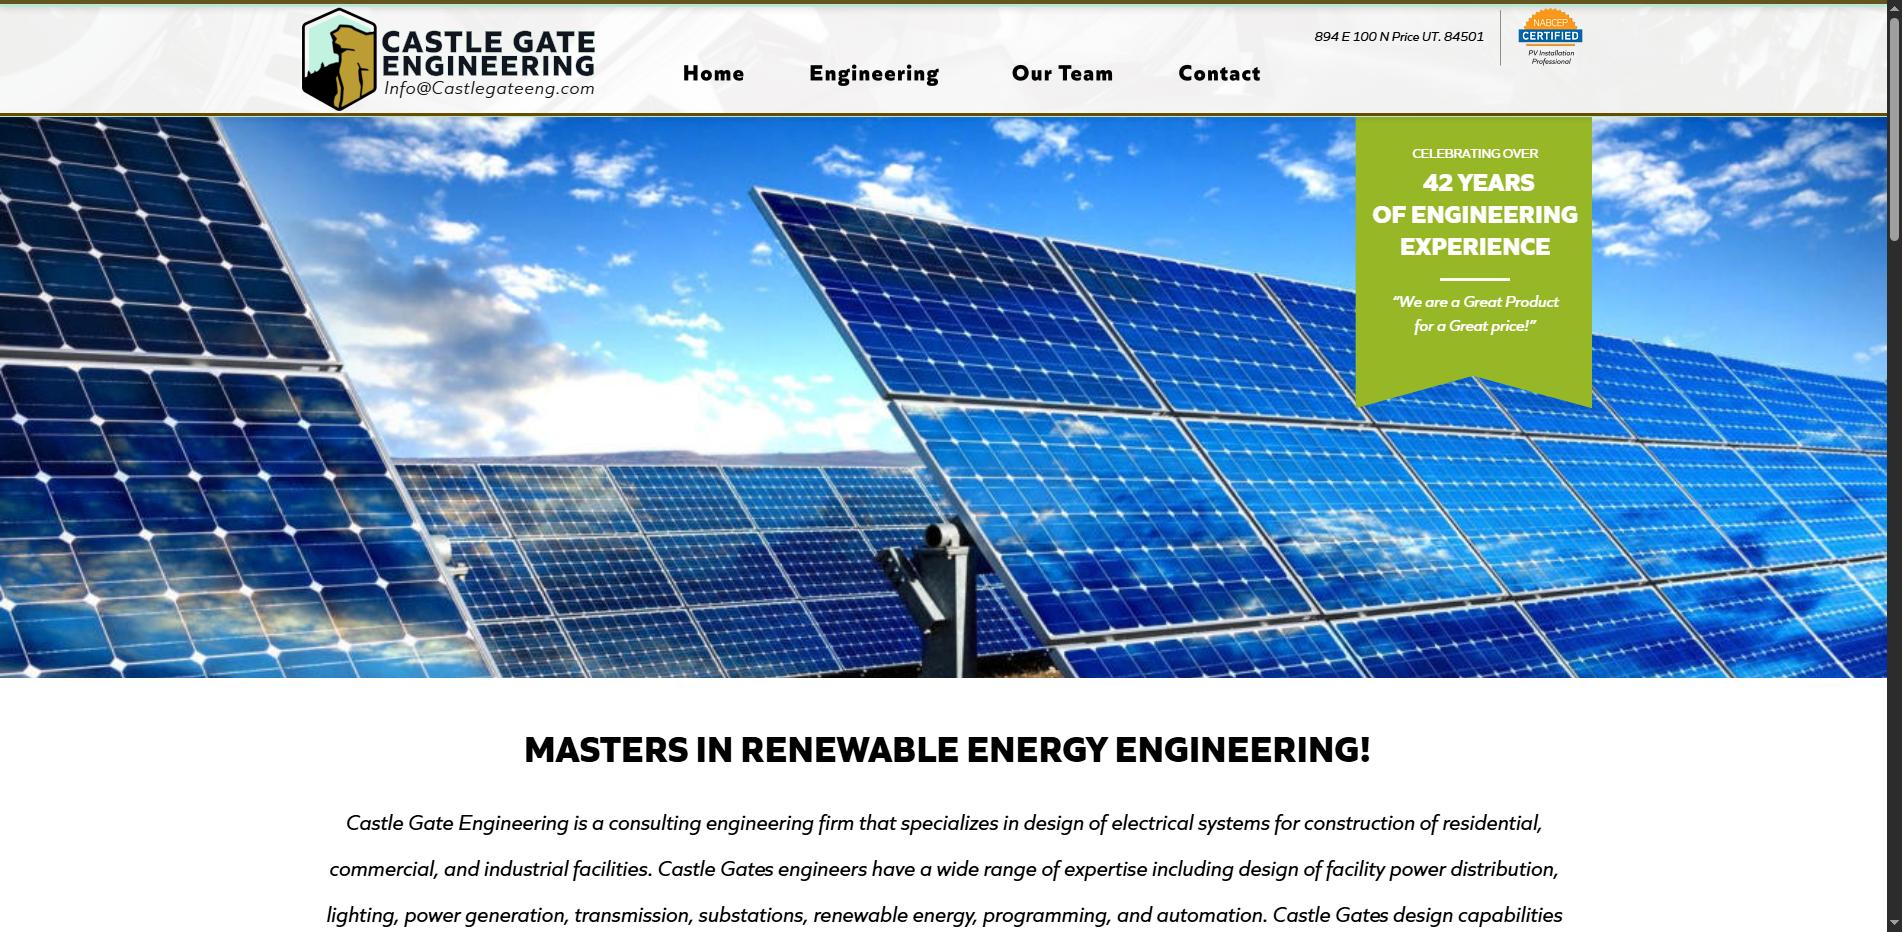 CASTLE GATE
ENGINEERING
Info@Castlegateeng.com
Home
Engineering
Our Team
Contact
894 E 100 N Price UT. 84501
NABCEP
CERTIFIED
PV Installation
Professional
CELEBRATING OVER
42 YEARS
OF ENGINEERING
EXPERIENCE
“We are a Great Product
for a Great price!”
MASTERS IN RENEWABLE ENERGY ENGINEERING!
Castle Gate Engineering is a consulting engineering firm that specializes in design of electrical systems for construction of residential,
commercial, and industrial facilities. Castle Gates engineers have a wide range of expertise including design of facility power distribution,
lighting, power generation, transmission, substations, renewable energy, programming, and automation. Castle Gates design capabilities